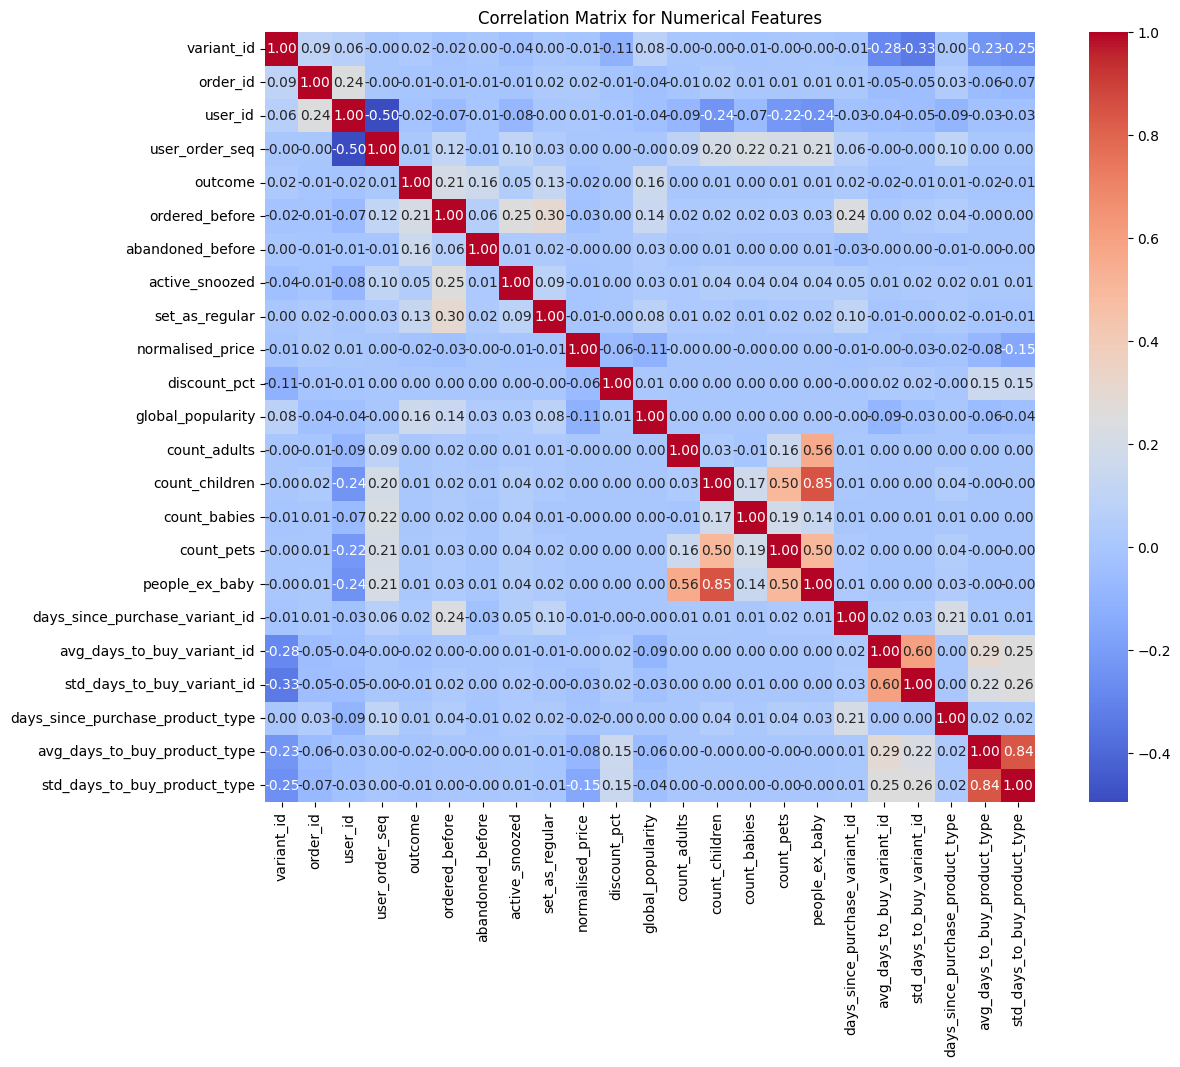 Correlation Matrix for Numerical Features
variant_id 1.00 0.09 0.06 -0.00 0.02 -0.02 0.00 -0.04 0.00 -0.01 -0.11 0.08 -0.00 -0.00 -0.01 -0.00 -0.00 -0.01 -0.28 -0.33 0.00 -0.23 -0.25
order_id 0.09 1.00 0.24 -0.00 -0.01 -0.01 -0.01 -0.01 0.02 0.02 -0.01 -0.04 -0.01 0.02 0.01 0.01 0.01 0.01 -0.05 -0.05 0.03 -0.06 -0.07
user_id 0.06 0.24 1.00 -0.50 -0.02 -0.07 -0.01 -0.08 -0.00 0.01 -0.01 -0.04 -0.09 -0.24 -0.07 -0.22 -0.24 -0.03 -0.04 -0.05 -0.09 -0.03 -0.03
user_order_seq -0.00 -0.00 -0.50 1.00 0.01 0.12 -0.01 0.10 0.03 0.00 0.00 -0.00 0.09 0.20 0.22 0.21 0.21 0.06 -0.00 -0.00 0.10 0.00 0.00
outcome 0.02 -0.01 -0.02 0.01 1.00 0.21 0.16 0.05 0.13 -0.02 0.00 0.16 0.00 0.01 0.00 0.01 0.01 0.02 -0.02 -0.01 0.01 -0.02 -0.01
ordered_before -0.02 -0.01 -0.07 0.12 0.21 1.00 0.06 0.25 0.30 -0.03 0.00 0.14 0.02 0.02 0.02 0.03 0.03 0.24 0.00 0.02 0.04 -0.00 0.00
abandoned_before 0.00 -0.01 -0.01 -0.01 0.16 0.06 1.00 0.01 0.02 -0.00 0.00 0.03 0.00 0.01 0.00 0.00 0.01 -0.03 -0.00 0.00 -0.01 -0.00 -0.00
active_snoozed -0.04 -0.01 -0.08 0.10 0.05 0.25 0.01 1.00 0.09 -0.01 0.00 0.03 0.01 0.04 0.04 0.04 0.04 0.05 0.01 0.02 0.02 0.01 0.01
set_as_regular 0.00 0.02 -0.00 0.03 0.13 0.30 0.02 0.09 1.00 -0.01 -0.00 0.08 0.01 0.02 0.01 0.02 0.02 0.10 -0.01 -0.00 0.02 -0.01 -0.01
normalised_price -0.01 0.02 0.01 0.00 -0.02 -0.03 -0.00 -0.01 -0.01 1.00 -0.06 -0.11 -0.00 0.00 -0.00 0.00 0.00 -0.01 -0.00 -0.03 -0.02 -0.08 -0.15
discount_pct -0.11 -0.01 -0.01 0.00 0.00 0.00 0.00 0.00 -0.00 -0.06 1.00 0.01 0.00 0.00 0.00 0.00 0.00 -0.00 0.02 0.02 -0.00 0.15 0.15
global_popularity 0.08 -0.04 -0.04 -0.00 0.16 0.14 0.03 0.03 0.08 -0.11 0.01 1.00 0.00 0.00 0.00 0.00 0.00 -0.00 -0.09 -0.03 0.00 -0.06 -0.04
count_adults -0.00 -0.01 -0.09 0.09 0.00 0.02 0.00 0.01 0.01 -0.00 0.00 0.00 1.00 0.03 -0.01 0.16 0.56 0.01 0.00 0.00 0.00 0.00 0.00
count_children -0.00 0.02 -0.24 0.20 0.01 0.02 0.01 0.04 0.02 0.00 0.00 0.00 0.03 1.00 0.17 0.50 0.85 0.01 0.00 0.00 0.04 -0.00 -0.00
count_babies -0.01 0.01 -0.07 0.22 0.00 0.02 0.00 0.04 0.01 -0.00 0.00 0.00 -0.01 0.17 1.00 0.19 0.14 0.01 0.00 0.01 0.01 0.00 0.00
count_pets -0.00 0.01 -0.22 0.21 0.01 0.03 0.00 0.04 0.02 0.00 0.00 0.00 0.16 0.50 0.19 1.00 0.50 0.02 0.00 0.00 0.04 -0.00 -0.00
people_ex_baby -0.00 0.01 -0.24 0.21 0.01 0.03 0.01 0.04 0.02 0.00 0.00 0.00 0.56 0.85 0.14 0.50 1.00 0.01 0.00 0.00 0.03 -0.00 -0.00
days_since_purchase_variant_id -0.01 0.01 -0.03 0.06 0.02 0.24 -0.03 0.05 0.10 -0.01 -0.00 -0.00 0.01 0.01 0.01 0.02 0.01 1.00 0.02 0.03 0.21 0.01 0.01
avg_days_to_buy_variant_id -0.28 -0.05 -0.04 -0.00 -0.02 0.00 -0.00 0.01 -0.01 -0.00 0.02 -0.09 0.00 0.00 0.00 0.00 0.00 0.02 1.00 0.60 0.00 0.29 0.25
std_days_to_buy_variant_id -0.33 -0.05 -0.05 -0.00 -0.01 0.02 0.00 0.02 -0.00 -0.03 0.02 -0.03 0.00 0.00 0.01 0.00 0.00 0.03 0.60 1.00 0.00 0.22 0.26
days_since_purchase_product_type 0.00 0.03 -0.09 0.10 0.01 0.04 -0.01 0.02 0.02 -0.02 -0.00 0.00 0.00 0.04 0.01 0.04 0.03 0.21 0.00 0.00 1.00 0.02 0.02
avg_days_to_buy_product_type -0.23 -0.06 -0.03 0.00 -0.02 -0.00 -0.00 0.01 -0.01 -0.08 0.15 -0.06 0.00 -0.00 0.00 -0.00 -0.00 0.01 0.29 0.22 0.02 1.00 0.84
std_days_to_buy_product_type -0.25 -0.07 -0.03 0.00 -0.01 0.00 -0.00 0.01 -0.01 -0.15 0.15 -0.04 0.00 -0.00 0.00 -0.00 -0.00 0.01 0.25 0.26 0.02 0.84 1.00
variant_id
order_id
user_id
user_order_seq
outcome
ordered_before
abandoned_before
active_snoozed
set_as_regular
normalised_price
discount_pct
global_popularity
count_adults
count_children
count_babies
count_pets
people_ex_baby
days_since_purchase_variant_id
avg_days_to_buy_variant_id
std_days_to_buy_variant_id
days_since_purchase_product_type
avg_days_to_buy_product_type
std_days_to_buy_product_type
1.0
0.8
0.6
0.4
0.2
0.0
−0.2
−0.4